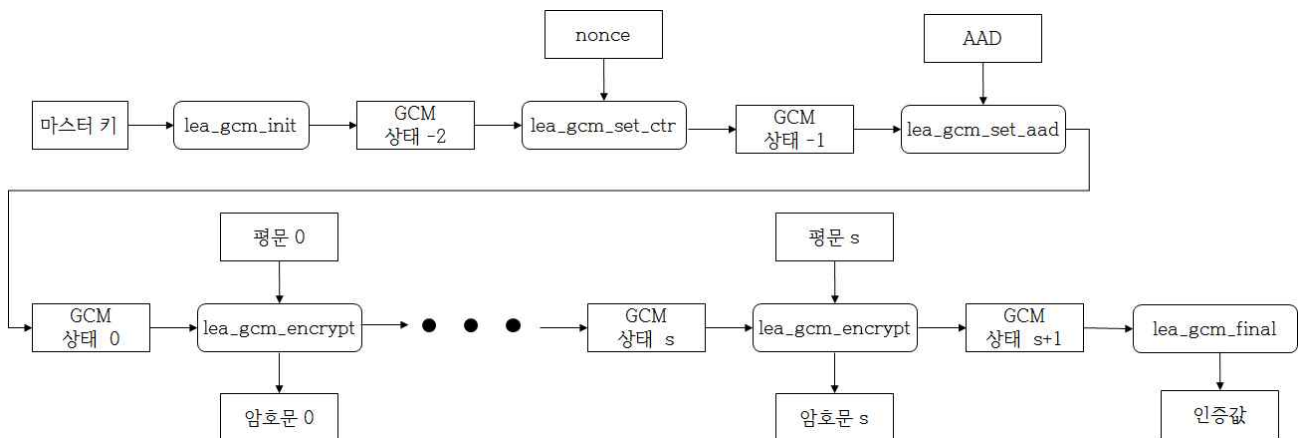 nonce
AAD
마스터 키
lea_gcm_init
GCM
상태 -2
lea_gcm_set_ctr
GCM
상태 -1
lea_gcm_set_aad
평문 0
평문 s
GCM
상태 0
lea_gcm_encrypt
GCM
상태 s
lea_gcm_encrypt
GCM
상태 s+1
lea_gcm_final
암호문 0
암호문 s
인증값